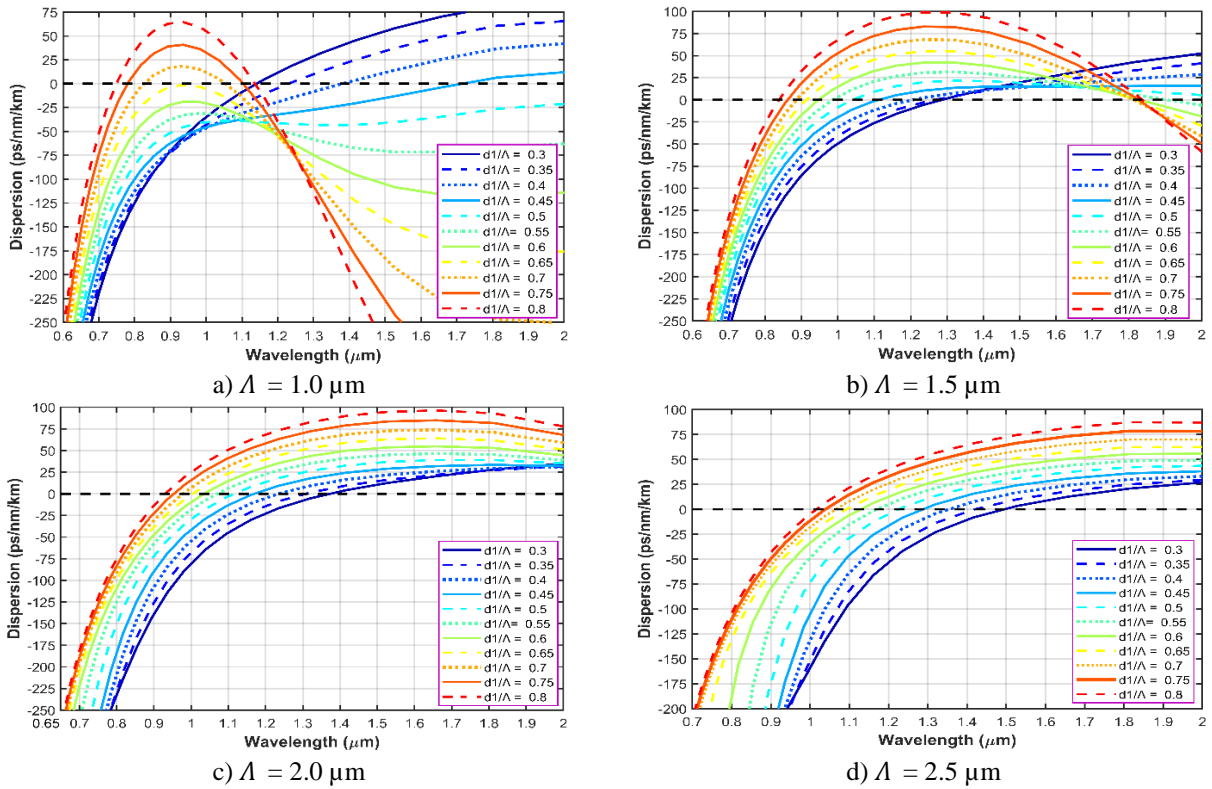 75
50
25
0
-25
-50
-75
-100
-125
-150
-175
-200
-225
-250
Dispersion (ps/nm/km)
d1/Λ = 0.3
d1/Λ = 0.35
d1/Λ = 0.4
d1/Λ = 0.45
d1/Λ = 0.5
d1/Λ= 0.55
d1/Λ = 0.6
d1/Λ = 0.65
d1/Λ = 0.7
d1/Λ = 0.75
d1/Λ = 0.8
0.6 0.7 0.8 0.9 1 1.1 1.2 1.3 1.4 1.5 1.6 1.7 1.8 1.9 2
Wavelength (μm)
a) Λ = 1.0 µm
100
75
50
25
0
-25
-50
-75
-100
-125
-150
-175
-200
-225
-250
Dispersion (ps/nm/km)
d1/Λ = 0.3
d1/Λ = 0.35
d1/Λ = 0.4
d1/Λ = 0.45
d1/Λ = 0.5
d1/Λ= 0.55
d1/Λ = 0.6
d1/Λ = 0.65
d1/Λ = 0.7
d1/Λ = 0.75
d1/Λ = 0.8
0.6 0.7 0.8 0.9 1 1.1 1.2 1.3 1.4 1.5 1.6 1.7 1.8 1.9 2
Wavelength (μm)
b) Λ = 1.5 µm
100
75
50
25
0
-25
-50
-75
-100
-125
-150
-175
-200
-225
-250
Dispersion (ps/nm/km)
d1/Λ = 0.3
d1/Λ = 0.35
d1/Λ = 0.4
d1/Λ = 0.45
d1/Λ = 0.5
d1/Λ= 0.55
d1/Λ = 0.6
d1/Λ = 0.65
d1/Λ = 0.7
d1/Λ = 0.75
d1/Λ = 0.8
0.65 0.7 0.8 0.9 1 1.1 1.2 1.3 1.4 1.5 1.6 1.7 1.8 1.9 2
Wavelength (μm)
c) Λ = 2.0 µm
100
75
50
25
0
-25
-50
-75
-100
-125
-150
-175
-200
Dispersion (ps/nm/km)
d1/Λ = 0.3
d1/Λ = 0.35
d1/Λ = 0.4
d1/Λ = 0.45
d1/Λ = 0.5
d1/Λ= 0.55
d1/Λ = 0.6
d1/Λ = 0.65
d1/Λ = 0.7
d1/Λ = 0.75
d1/Λ = 0.8
0.7 0.8 0.9 1 1.1 1.2 1.3 1.4 1.5 1.6 1.7 1.8 1.9 2
Wavelength (μm)
d) Λ = 2.5 µm